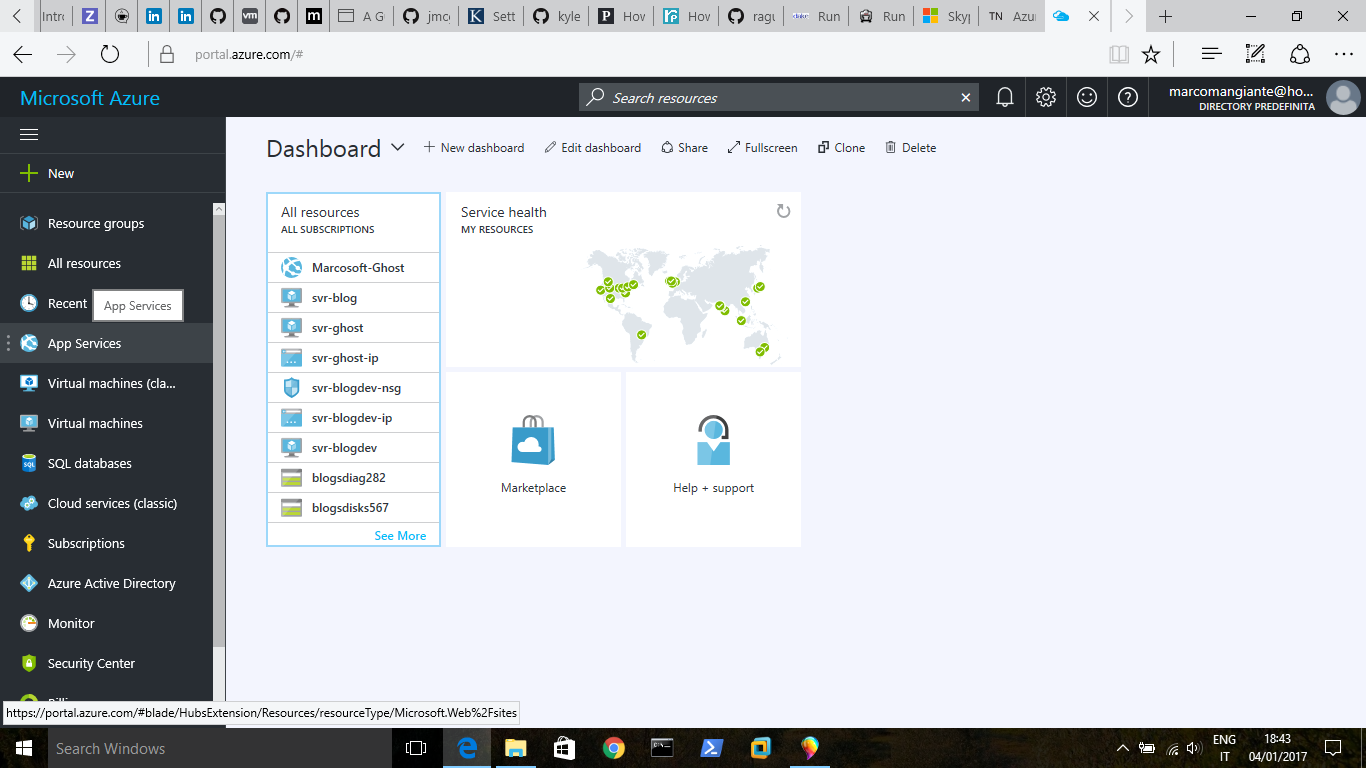 Intro
A G
jmc
Sett
kyle
How
How
ragu
Run
Run
Skyp
TN Azu
portal.azure.com/#
Microsoft Azure
Search resources
marcomangiante@ho...
DIRECTORY PREDEFINITA
New
Resource groups
All resources
Recent
App Services
App Services
Virtual machines (cla...
Virtual machines
SQL databases
Cloud services (classic)
Subscriptions
Azure Active Directory
Monitor
Security Center
Dashboard
New dashboard
Edit dashboard
Share
Fullscreen
Clone
Delete
All resources
ALL SUBSCRIPTIONS
Marcosoft-Ghost
svr-blog
svr-ghost
svr-ghost-ip
svr-blogdev-nsg
svr-blogdev-ip
svr-blogdev
blogsdiag282
blogsdisks567
See More
Service health
MY RESOURCES
Marketplace
Help + support
https://portal.azure.com/#blade/HubsExtension/Resources/resourceType/Microsoft.Web%2Fsites
Search Windows
ENG
IT
18:43
04/01/2017